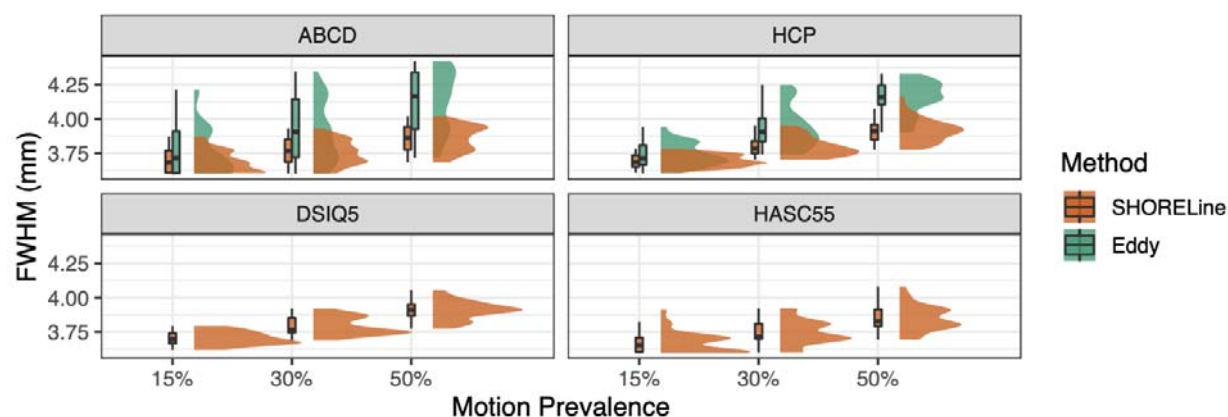 ABCD
HCP
4.25
4.00
3.75
DSIQ5
HASC55
4.25
4.00
3.75
15%
30%
50%
15%
30%
50%
FWHM (mm)
Motion Prevalence
Method
SHORELine
Eddy